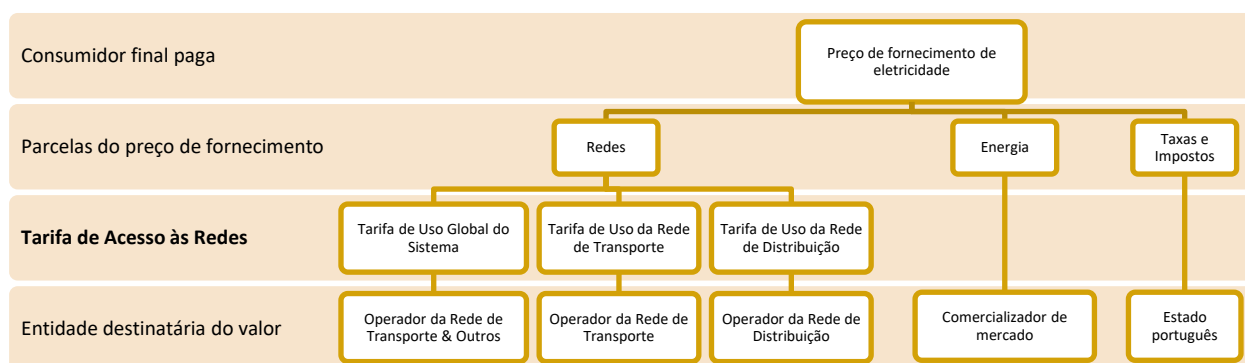 Consumidor final paga
Preço de fornecimento de
eletricidade
Parcelas do preço de fornecimento
Redes
Energia
Taxas e
Impostos
Tarifa de Acesso às Redes
Tarifa de Uso Global do
Sistema
Tarifa de Uso da Rede
de Transporte
Tarifa de Uso da Rede
de Distribuição
Entidade destinatária do valor
Operador da Rede de
Transporte & Outros
Operador da Rede de
Transporte
Operador da Rede de
Distribuição
Comercializador de
mercado
Estado
português